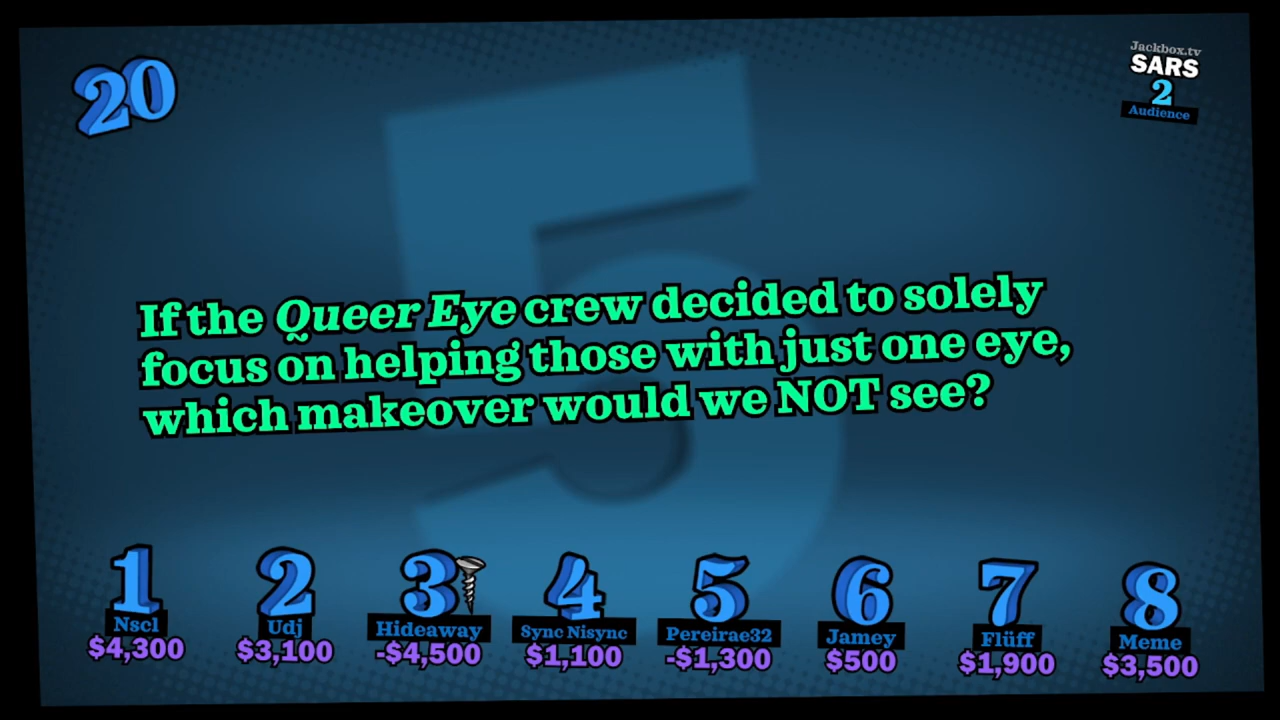 20
Jackbox.tv
SARS
2
Audience
If the Queer Eye crew decided to solely
focus on helping those with just one eye,
which makeover would we NOT see?
1 2 3 4 5 6 7 8
Nscl Udj Hideaway Sync Nisync Pereirae32 Jamey Flüff Meme
$4,300 $3,100 -$4,500 $1,100 -$1,300 $500 $1,900 $3,500